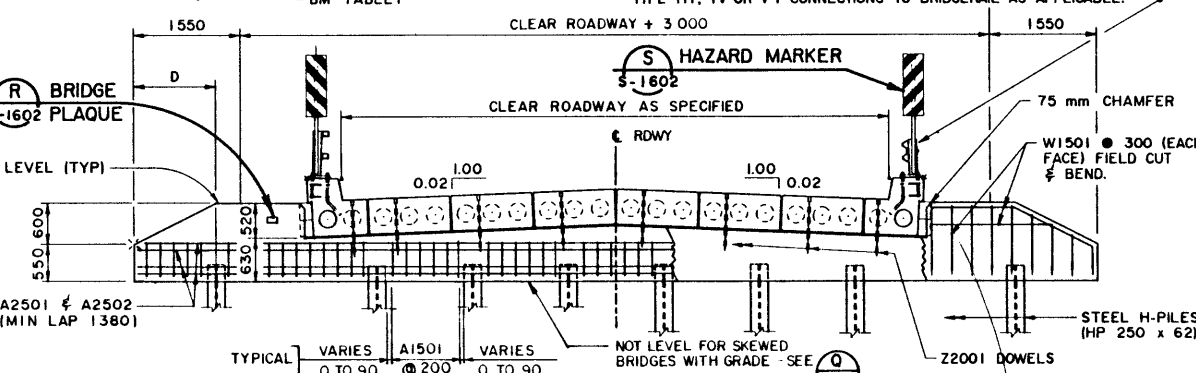 BM TABLET
TYPE III, IV OR V I CONNECTIONS TO BRIDGERAIL AS APPLICABLE.
1550
CLEAR ROADWAY + 3 000
1550
D
R
S-1602
BRIDGE
PLAQUE
S
S-1602
HAZARD MARKER
CLEAR ROADWAY AS SPECIFIED
75 mm CHAMFER
℄ RDWY
W1501 @ 300 (EACH
FACE) FIELD CUT
& BEND.
LEVEL (TYP)
1.00
0.02
1.00
0.02
600
520
550
630
A2501 & A2502
(MIN LAP 1380)
STEEL H-PILES
(HP 250 x 62)
NOT LEVEL FOR SKEWED
BRIDGES WITH GRADE - SEE
Q
Z2001 DOWELS
TYPICAL
VARIES
0 TO 90
A1501
@ 200
VARIES
0 TO 90